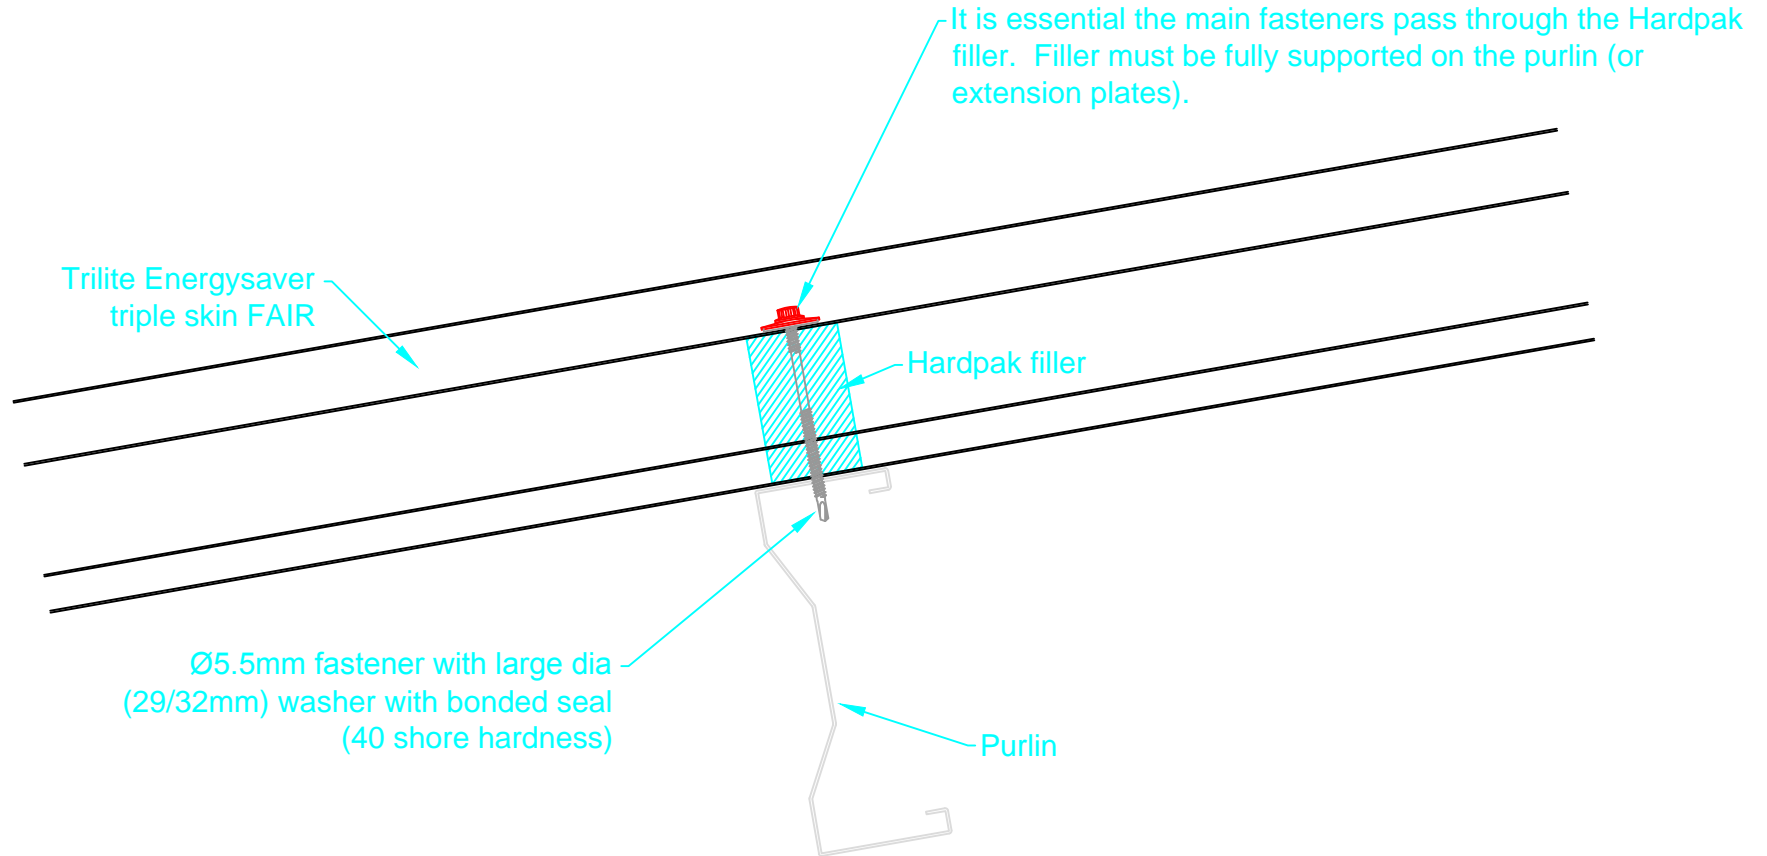 It is essential the main fasteners pass through the Hardpak
filler.  Filler must be fully supported on the purlin (or
extension plates).
Trilite Energysaver
triple skin FAIR
Hardpak filler
Ø5.5mm fastener with large dia
(29/32mm) washer with bonded seal
(40 shore hardness)
Purlin